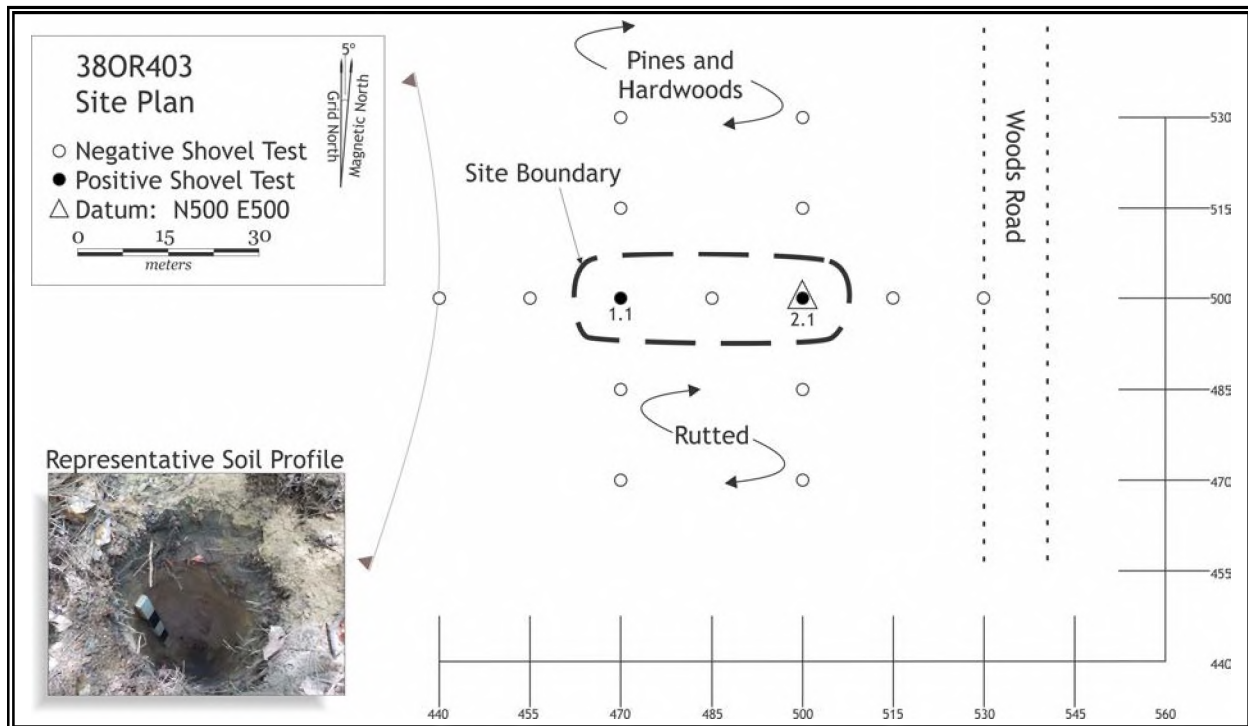 38OR403
Site Plan
5°
Grid North
Magnetic North
Negative Shovel Test
Positive Shovel Test
Datum: N500 E500
0 15 30
meters
Pines and
Hardwoods
Site Boundary
Woods Road
1.1
2.1
Rutted
Representative Soil Profile
530
515
500
485
470
455
440
440 455 470 485 500 515 530 545 560